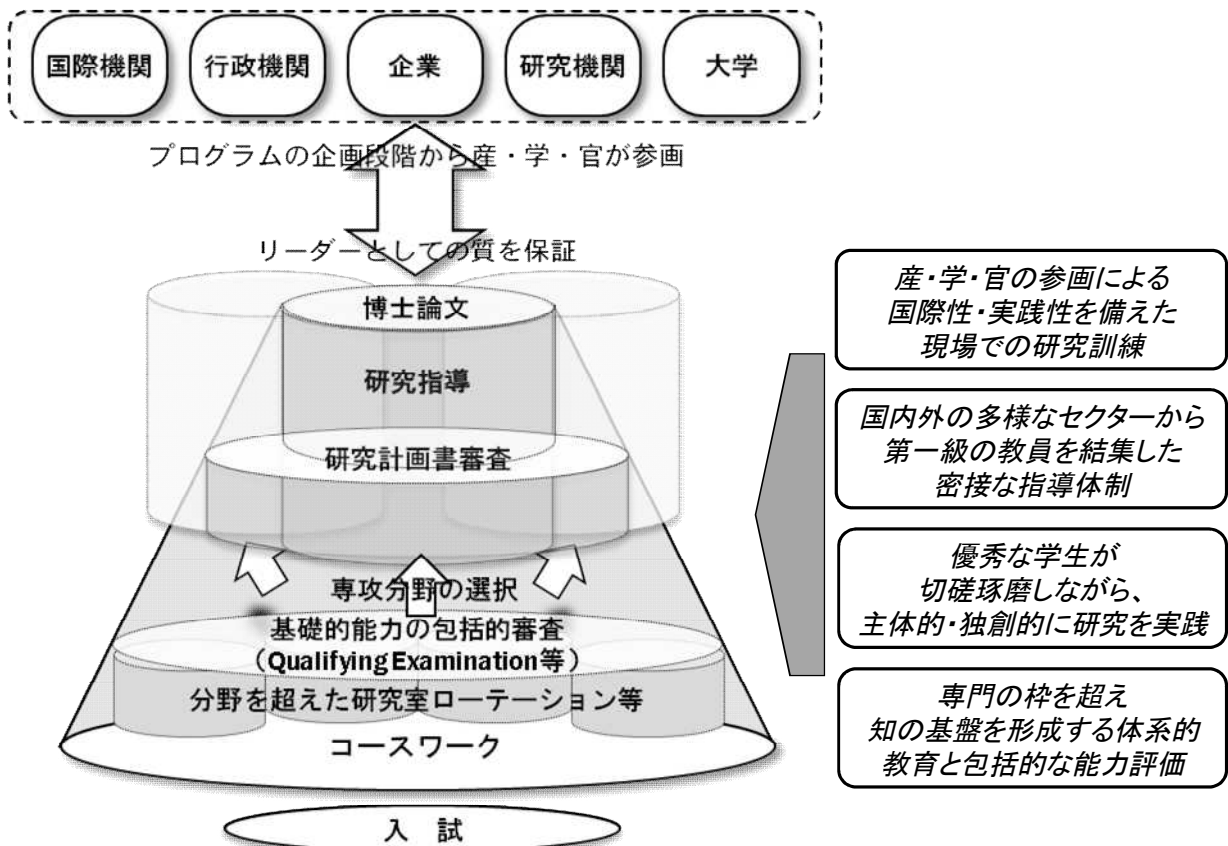 国際機関
行政機関
企業
研究機関
大学
プログラムの企画段階から産・学・官が参画
リーダーとしての質を保証
博士論文
研究指導
研究計画書審査
専攻分野の選択
基礎的能力の包括的審査
（Qualifying Examination等）
分野を超えた研究室ローテーション等
コースワーク
入　試
産・学・官の参画による
国際性・実践性を備えた
現場での研究訓練
国内外の多様なセクターから
第一級の教員を結集した
密接な指導体制
優秀な学生が
切磋琢磨しながら、
主体的・独創的に研究を実践
専門の枠を超え
知の基盤を形成する体系的
教育と包括的な能力評価